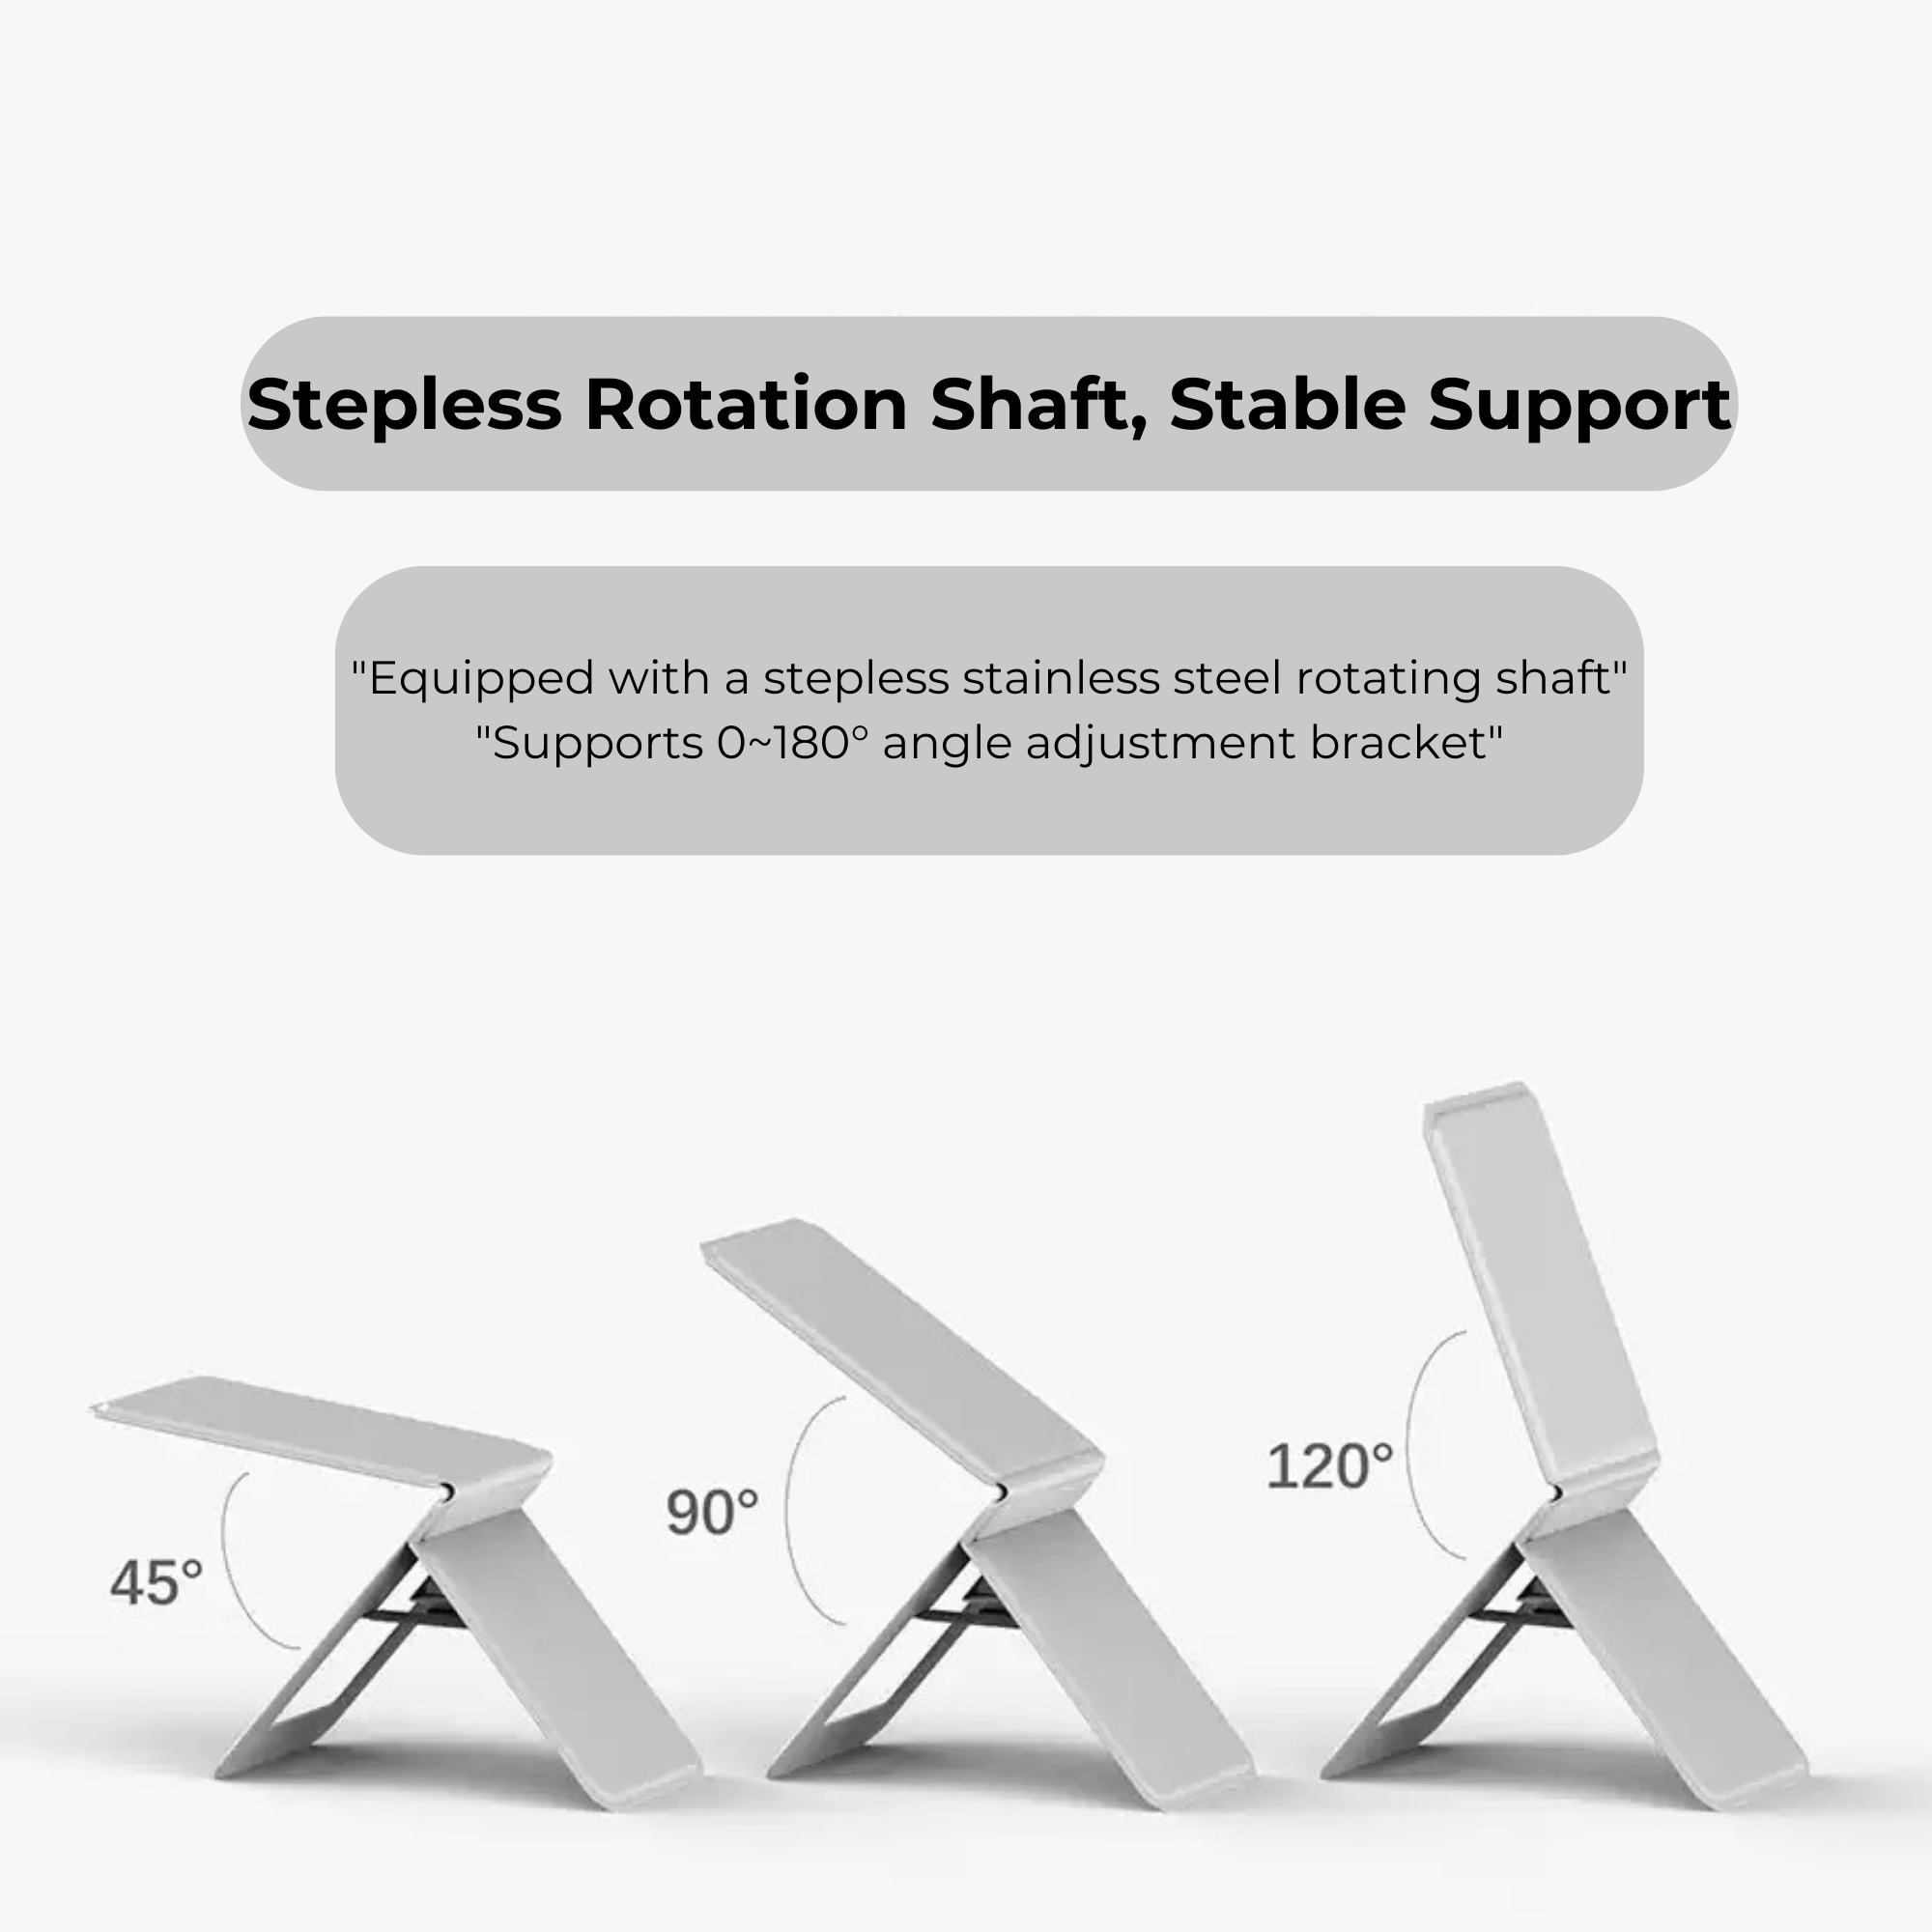 Stepless Rotation Shaft, Stable Support
"Equipped with a stepless stainless steel rotating shaft"
"Supports 0~180° angle adjustment bracket"
120°
90°
45°